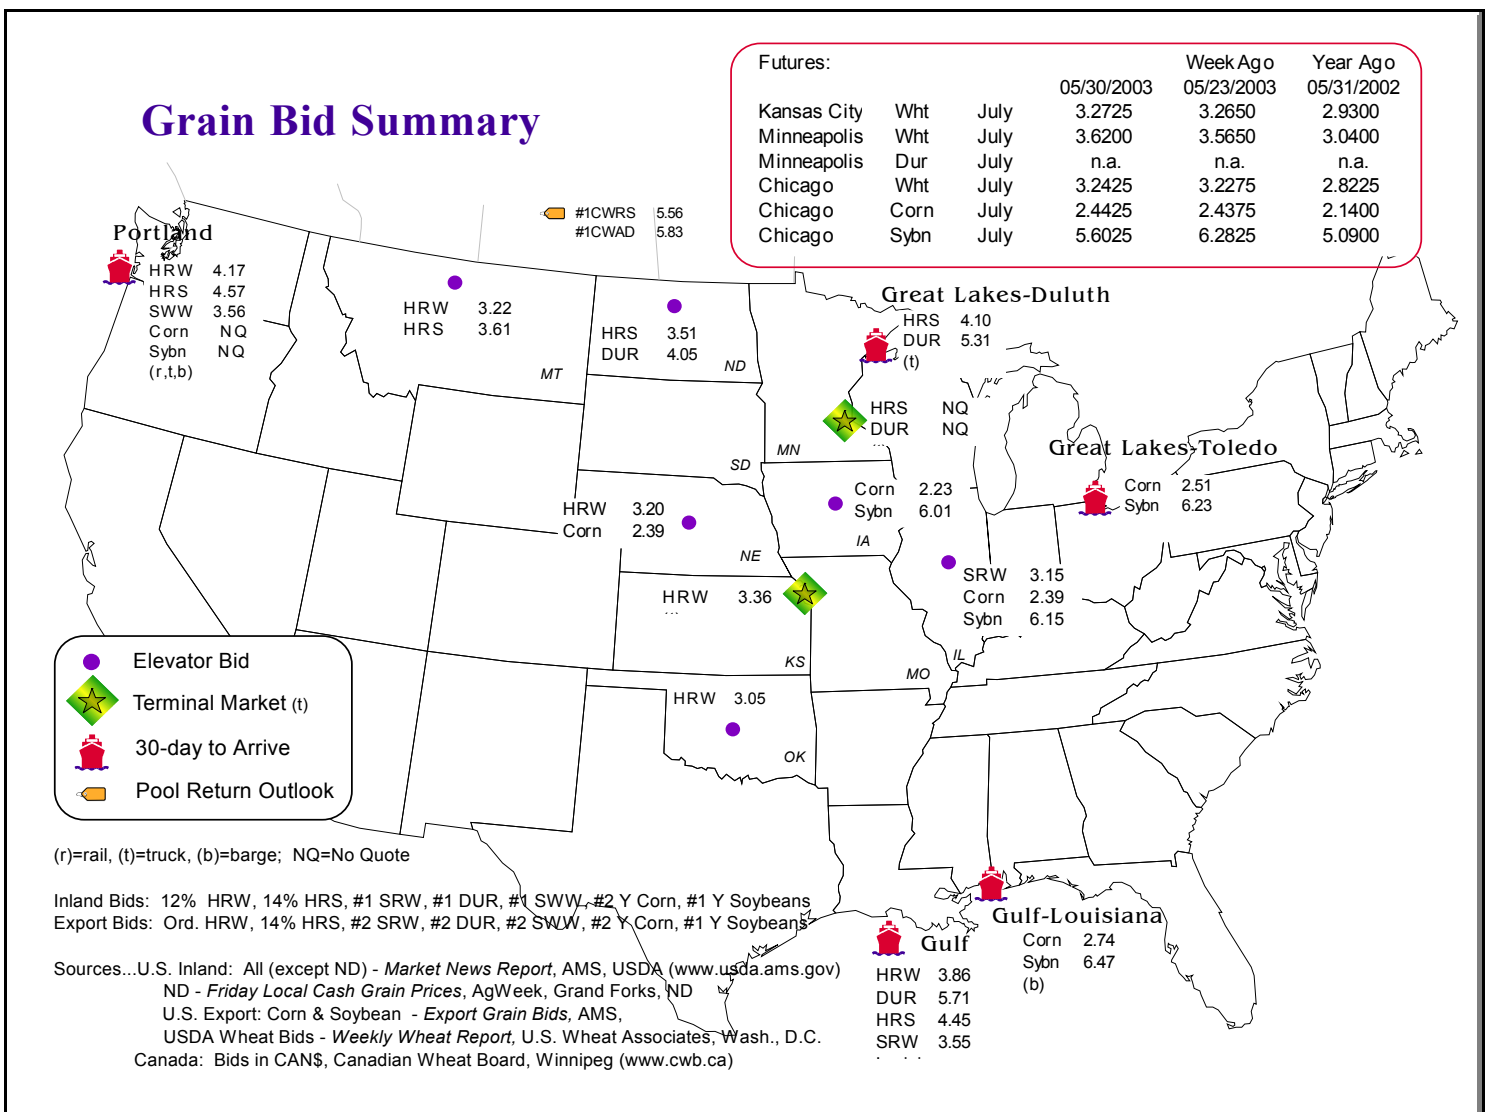 Grain Bid Summary
Futures: Week Ago Year Ago
05/30/2003 05/23/2003 05/31/2002
Kansas City Wht July 3.2725 3.2650 2.9300
Minneapolis Wht July 3.6200 3.5650 3.0400
Minneapolis Dur July n.a. n.a. n.a.
Chicago Wht July 3.2425 3.2275 2.8225
Chicago Corn July 2.4425 2.4375 2.1400
Chicago Sybn July 5.6025 6.2825 5.0900
#1CWRS 5.56
#1CWAD 5.83
Portland
HRW 4.17
HRS 4.57
SWW 3.56
Corn NQ
Sybn NQ
(r,t,b)
HRW 3.22
HRS 3.61
MT
HRS 3.51
DUR 4.05
ND
Great Lakes-Duluth
HRS 4.10
DUR 5.31
(t)
HRS NQ
DUR NQ
MN
SD
Great Lakes-Toledo
Corn 2.51
Sybn 6.23
Corn 2.23
Sybn 6.01
IA
HRW 3.20
Corn 2.39
NE
SRW 3.15
Corn 2.39
Sybn 6.15
IL
HRW 3.36
KS
MO
HRW 3.05
OK
Elevator Bid
Terminal Market (t)
30-day to Arrive
Pool Return Outlook
(r)=rail, (t)=truck, (b)=barge; NQ=No Quote
Inland Bids: 12% HRW, 14% HRS, #1 SRW, #1 DUR, #1 SWW, #2 Y Corn, #1 Y Soybeans
Export Bids: Ord. HRW, 14% HRS, #2 SRW, #2 DUR, #2 SWW, #2 Y Corn, #1 Y Soybeans
Gulf-Louisiana
Corn 2.74
Sybn 6.47
(b)
Gulf
HRW 3.86
DUR 5.71
HRS 4.45
SRW 3.55
Sources...U.S. Inland: All (except ND) - Market News Report, AMS, USDA (www.usda.ams.gov)
ND - Friday Local Cash Grain Prices, AgWeek, Grand Forks, ND
U.S. Export: Corn & Soybean - Export Grain Bids, AMS,
USDA Wheat Bids - Weekly Wheat Report, U.S. Wheat Associates, Wash., D.C.
Canada: Bids in CAN$, Canadian Wheat Board, Winnipeg (www.cwb.ca)